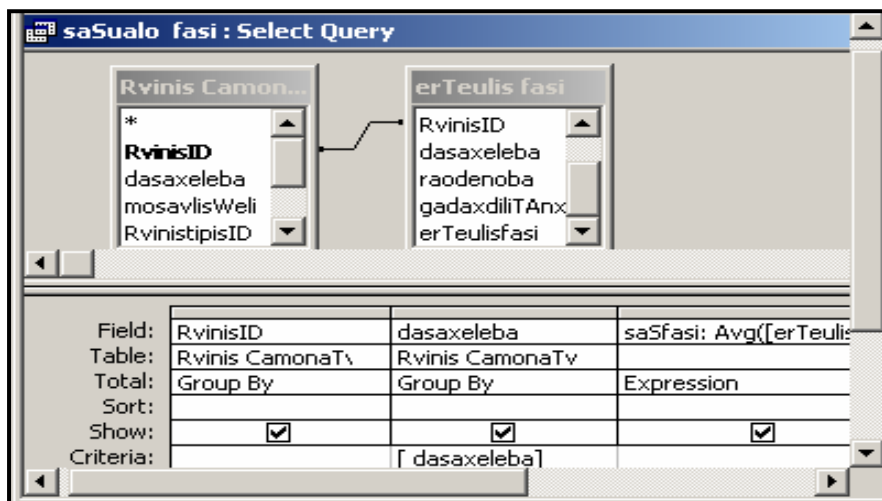 saSualo fasi : Select Query
Rvinis Camon...
*
RvinisID
dasaxeleba
mosavlisWeli
RvinistipisID
erTeulis fasi
RvinisID
dasaxeleba
raodenoba
gadaxdiliTAnx
erTeulisfasi
Field: RvinisID dasaxeleba saSfasi: Avg([erTeulis
Table: Rvinis CamonaTv Rvinis CamonaTv
Total: Group By Group By Expression
Sort:
Show:
Criteria: [ dasaxeleba]